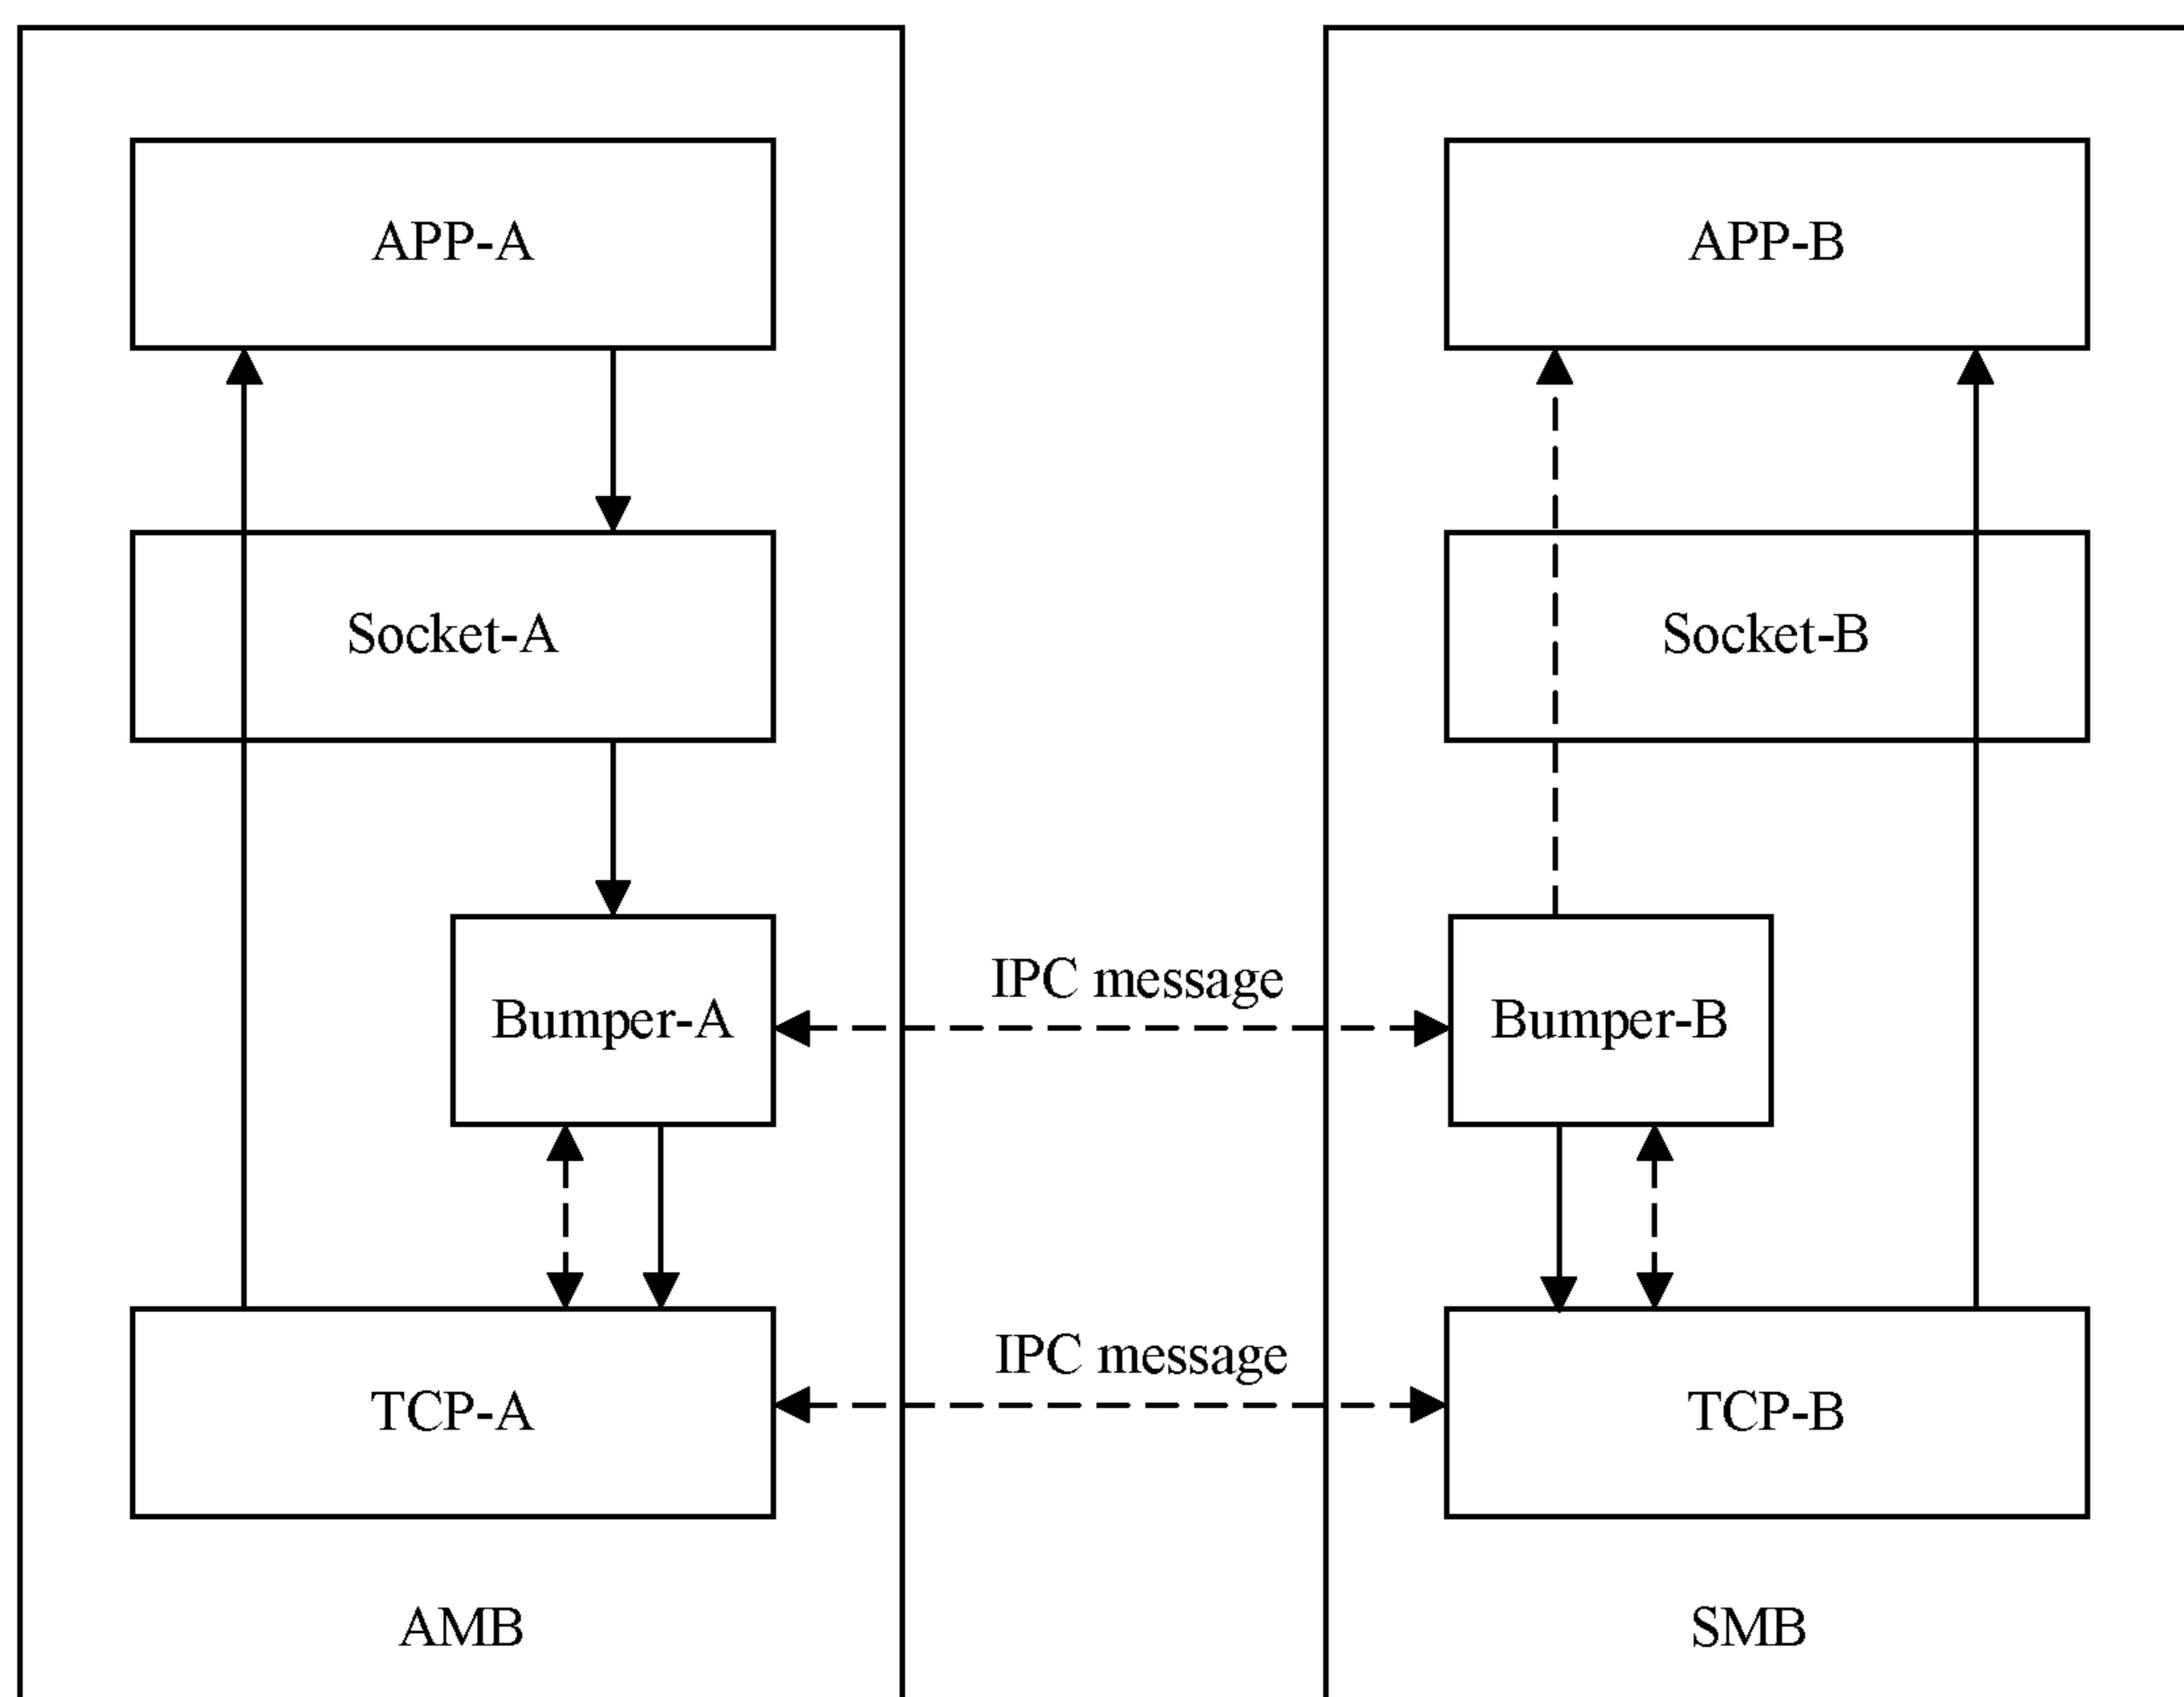 APP-A
APP-B
Socket-A
Socket-B
IPC message
Bumper-A
Bumper-B
IPC message
TCP-A
TCP-B
AMB
SMB